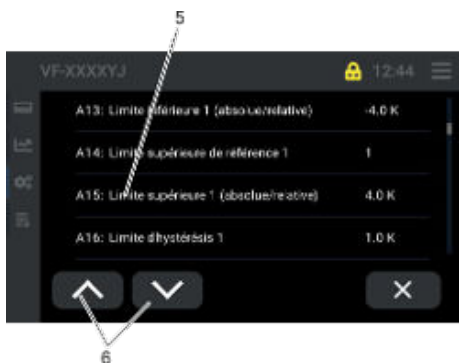 5
VF-XXXXYJ 12:44
A13: Limite inférieure 1 (absolue/relative) -4.0 K
A14: Limite supérieure de référence 1 1
A15: Limite supérieure 1 (absolue/relative) 4.0 K
A16: Limite d'hystérésis 1 1.0 K
6